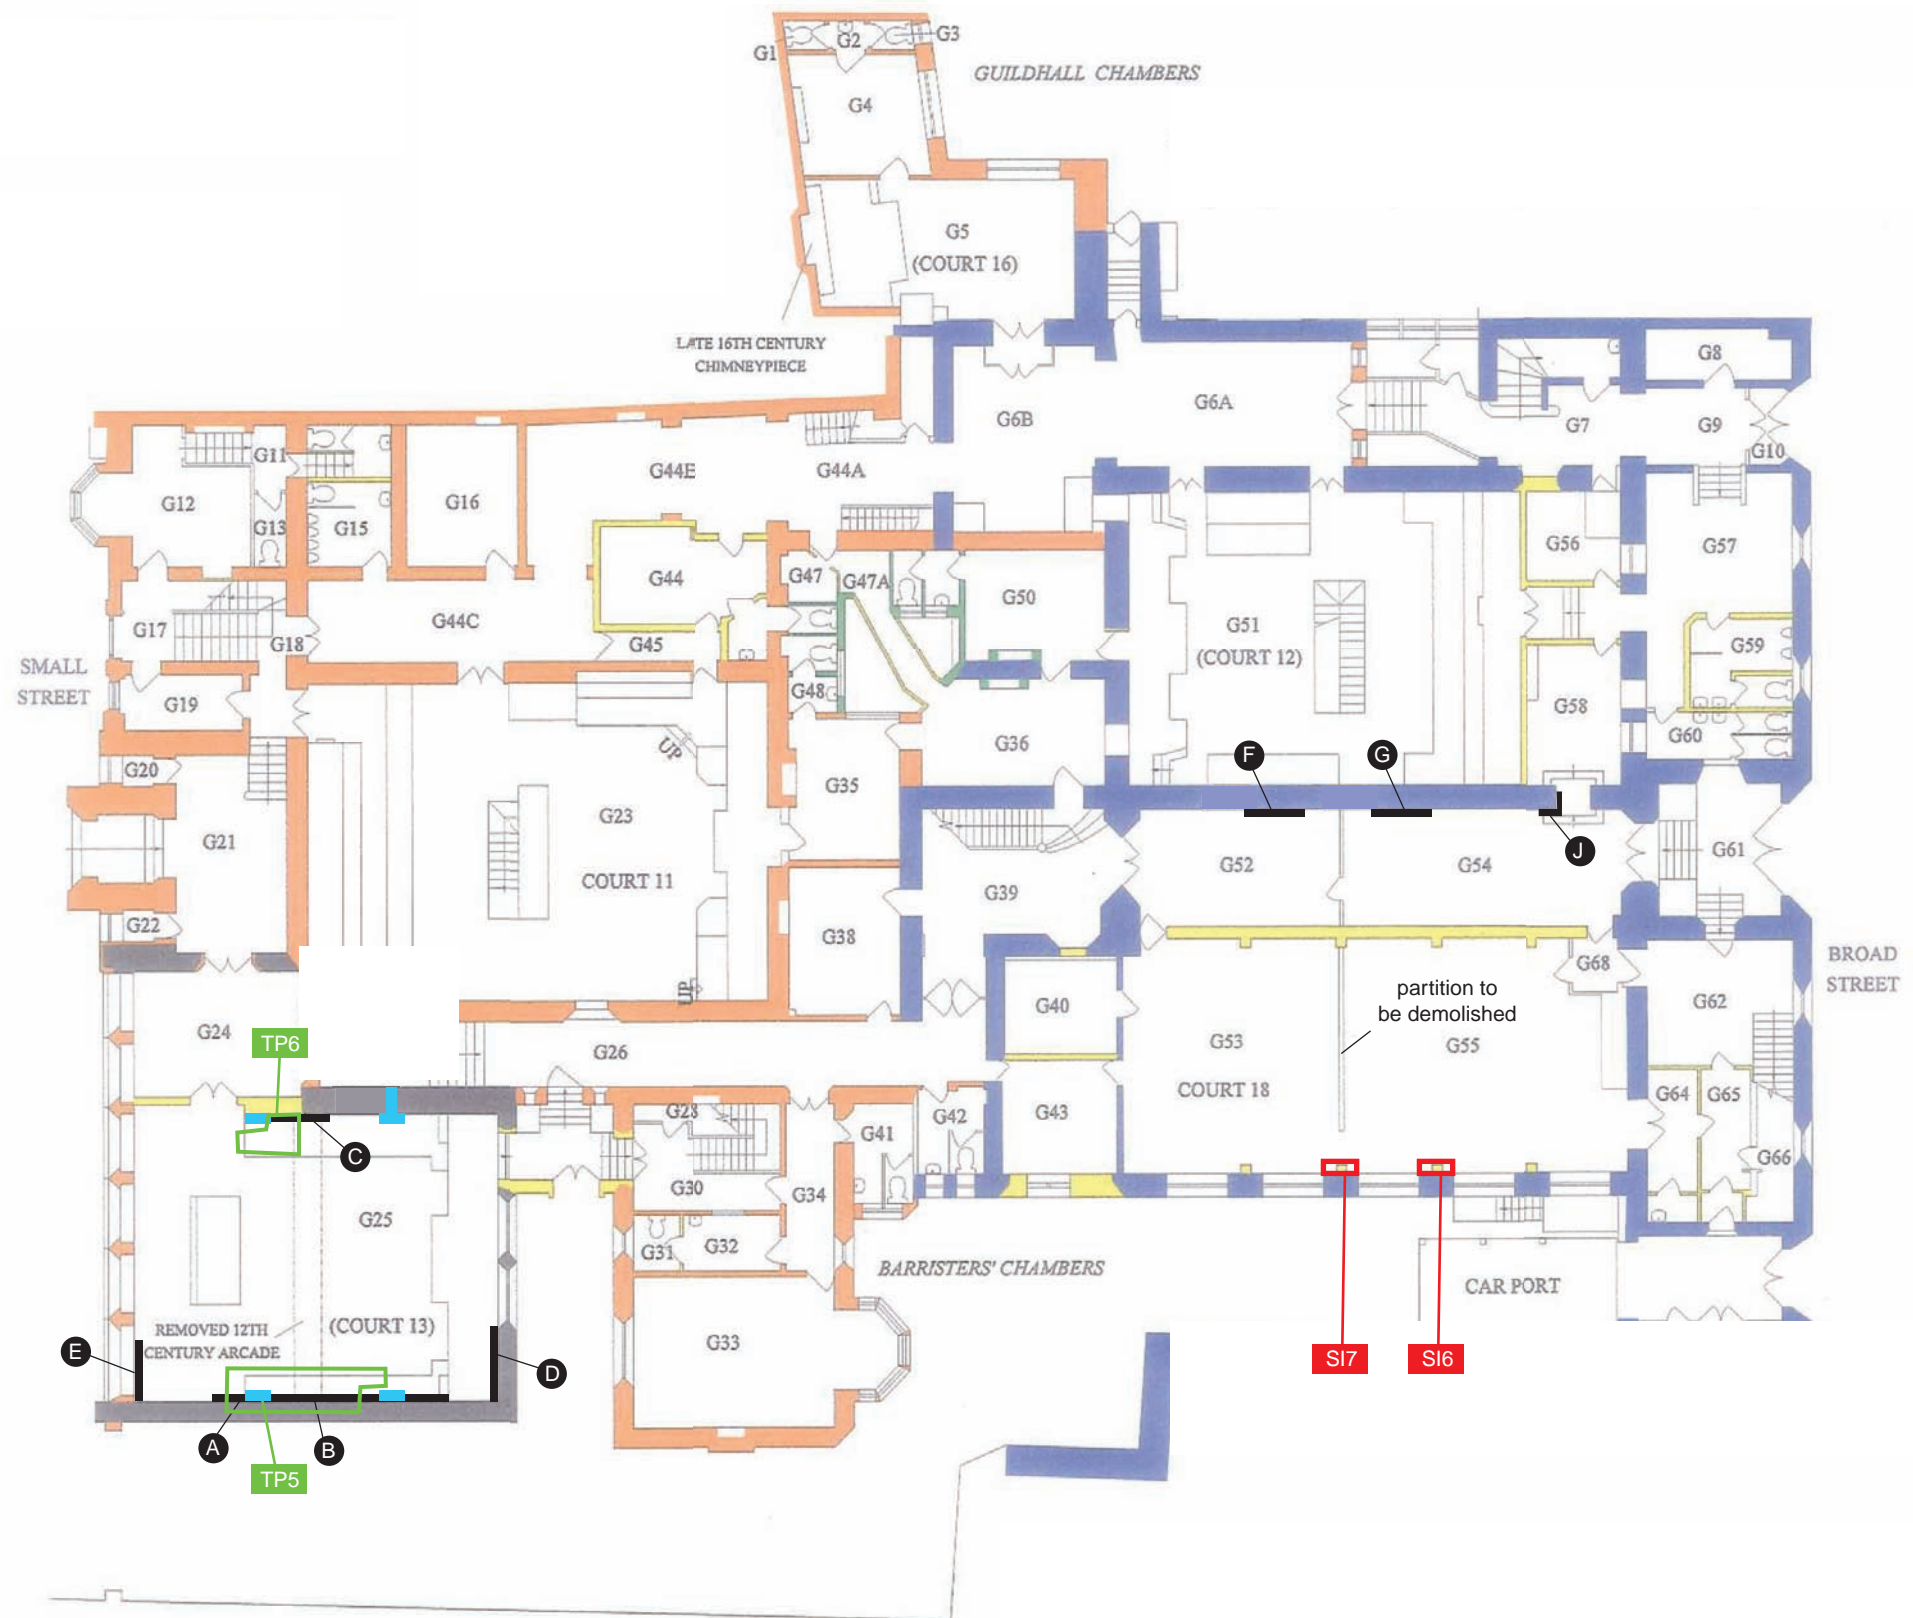 G1
G2
G3
GUILDHALL CHAMBERS
G4
G5
(COURT 16)
LATE 16TH CENTURY
CHIMNEYPIECE
G8
G6A
G6B
G7
G9
G10
G11
G44E
G44A
G12
G16
G13
G15
G56
G57
G44
G47
G47A
G50
G17
G44C
G18
G45
G51
(COURT 12)
G59
SMALL
STREET
G48
G19
G58
G60
UP
G36
F
G
G20
G35
G23
G21
J
G52
G54
G61
COURT 11
G39
G22
G38
G68
BROAD
STREET
UP
partition to
be demolished
G40
G62
G24
TP6
G26
G53
G55
COURT 18
G28
G42
G43
G64
G65
G41
C
G66
G30
G34
G25
G31
G32
BARRISTERS' CHAMBERS
CAR PORT
REMOVED 12TH
CENTURY ARCADE
(COURT 13)
E
G33
SI7
SI6
D
A
B
TP5